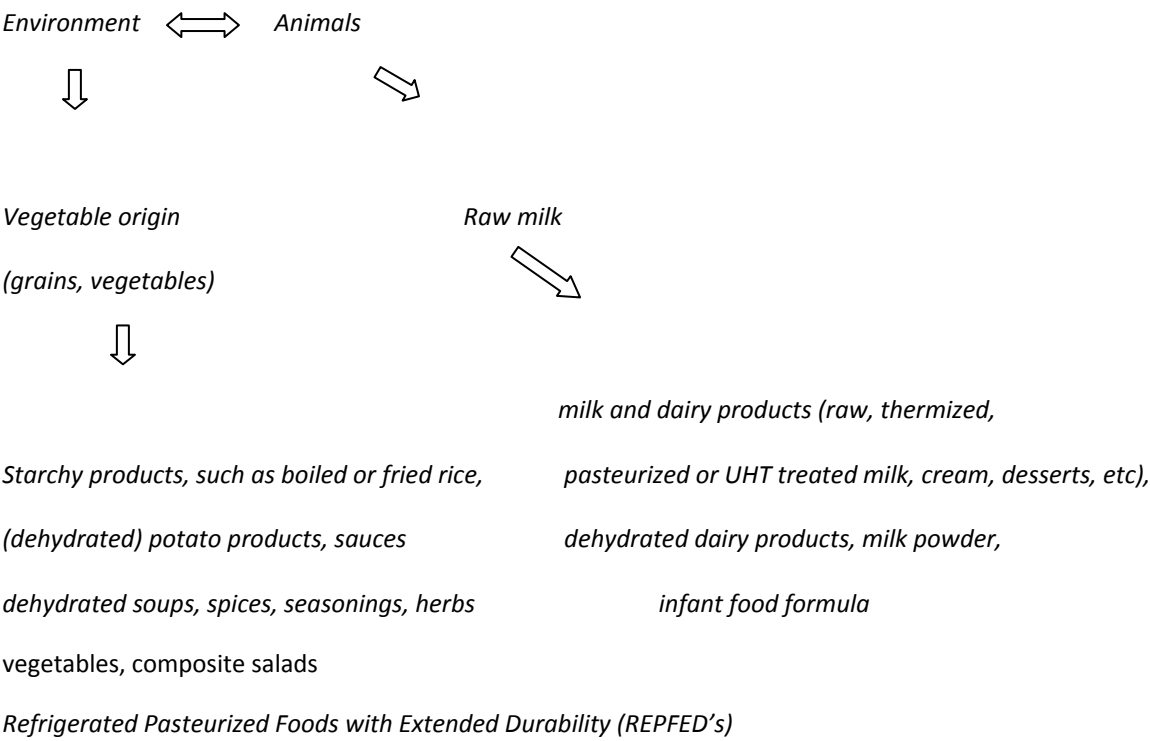 Environment Animals
Vegetable origin Raw milk
(grains, vegetables)
milk and dairy products (raw, thermized,
Starchy products, such as boiled or fried rice, pasteurized or UHT treated milk, cream, desserts, etc),
(dehydrated) potato products, sauces dehydrated dairy products, milk powder,
dehydrated soups, spices, seasonings, herbs infant food formula
vegetables, composite salads
Refrigerated Pasteurized Foods with Extended Durability (REPFED’s)